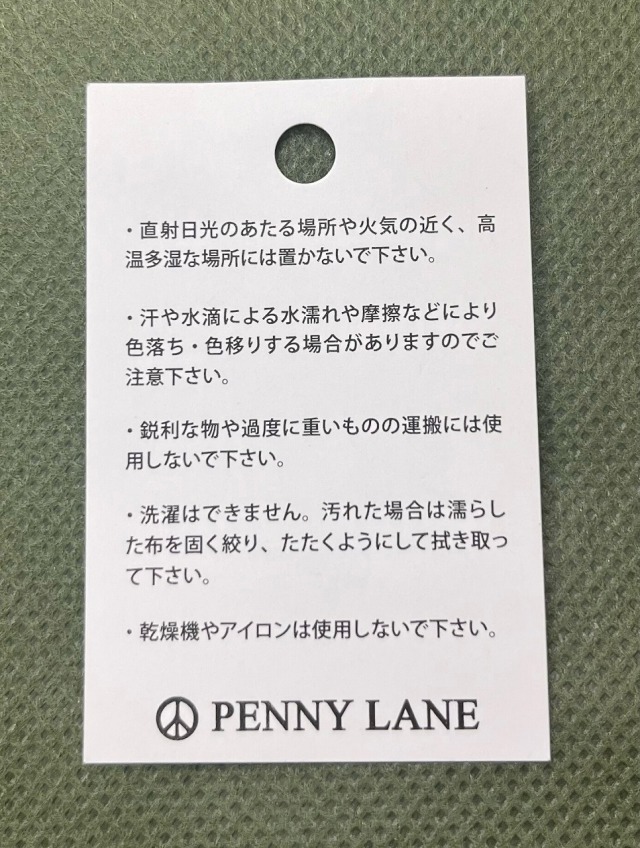 ・直射日光のあたる場所や火気の近く、高
温多湿な場所には置かないで下さい。
・汗や水滴による水濡れや摩擦などにより
色落ち・色移りする場合がありますのでご
注意下さい。
・鋭利な物や過度に重いものの運搬には使
用しないで下さい。
・洗濯はできません。汚れた場合は濡らし
た布を固く絞り、たたくようにして拭き取っ
て下さい。
・乾燥機やアイロンは使用しないで下さい。
PENNY LANE